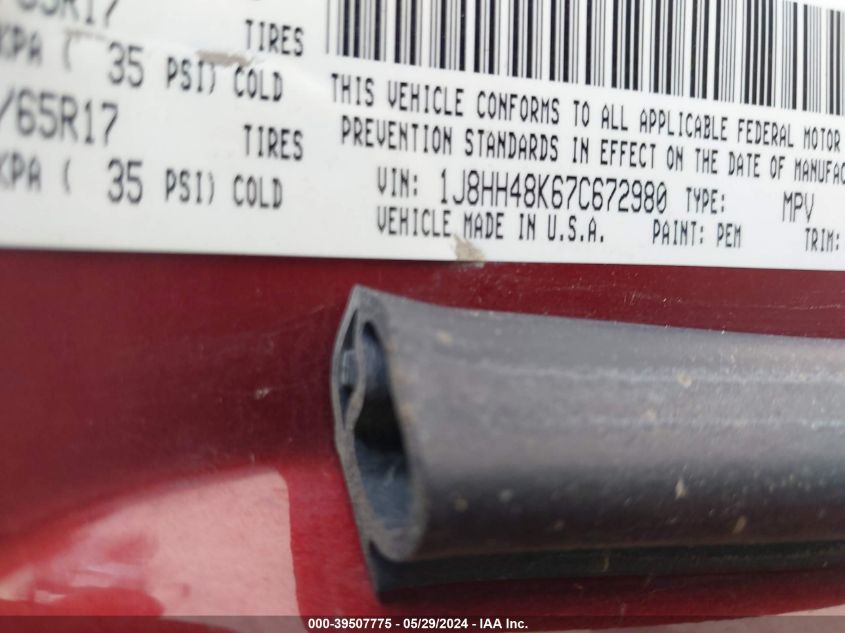 65R17
TIRES
KPA ( 35 PSI) COLD
/65R17
TIRES
KPA ( 35 PSI) COLD
THIS VEHICLE CONFORMS TO ALL APPLICABLE FEDERAL MOTOR
PREVENTION STANDARDS IN EFFECT ON THE DATE OF MANUFAC
VIN: 1J8HH48K67C672980 TYPE: MPV
VEHICLE MADE IN U.S.A. PAINT: PEM TRIM:
000-39507775 - 05/29/2024 - IAA Inc.